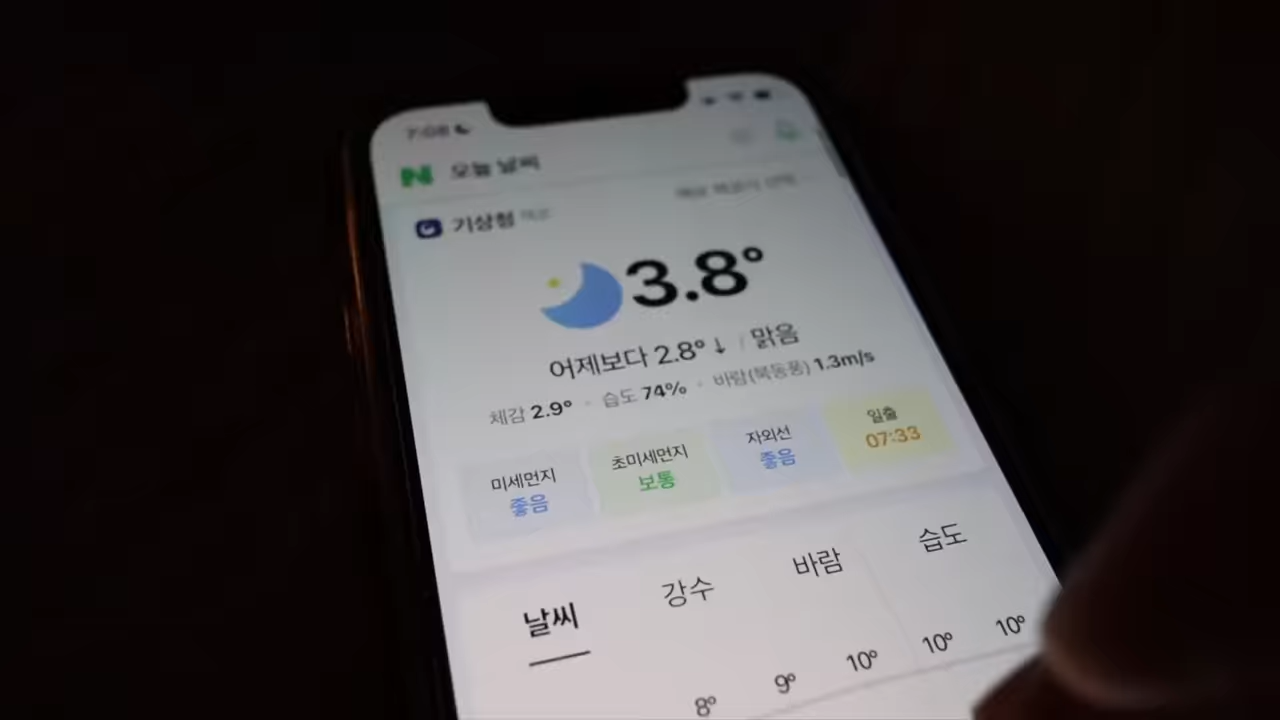 7:08
N 오늘 날씨
기상청 제공
3.8°
어제보다 2.8° ↓ / 맑음
체감 2.9° · 습도 74% · 바람(북동풍) 1.3m/s
미세먼지 초미세먼지 자외선 일출
좋음 보통 좋음 07:33
날씨 강수 바람 습도
8° 9° 10° 10° 10°